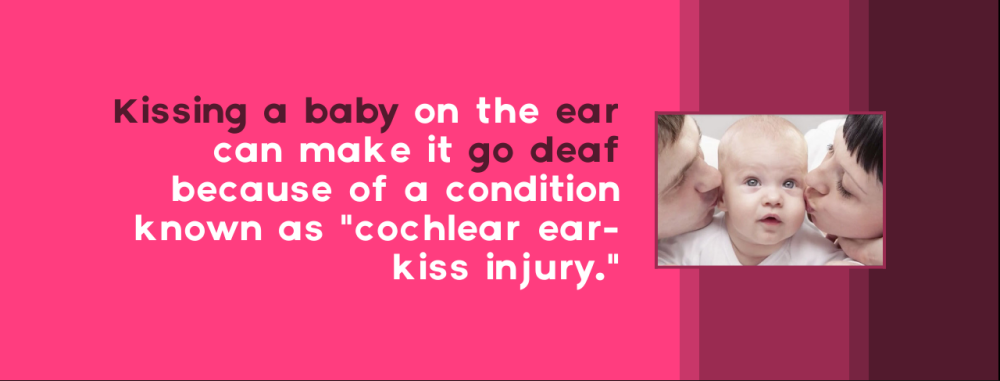 Kissing a baby on the ear
can make it go deaf
because of a condition
known as "cochlear ear-
kiss injury."